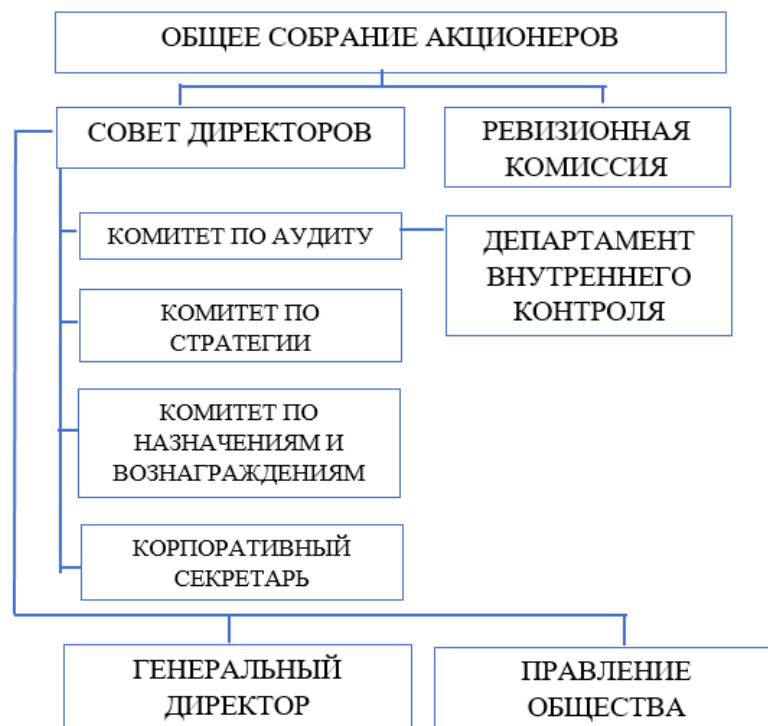 ОБЩЕЕ СОБРАНИЕ АКЦИОНЕРОВ
СОВЕТ ДИРЕКТОРОВ
РЕВИЗИОННАЯ
КОМИССИЯ
КОМИТЕТ ПО АУДИТУ
ДЕПАРТАМЕНТ
ВНУТРЕННЕГО
КОНТРОЛЯ
КОМИТЕТ ПО
СТРАТЕГИИ
КОМИТЕТ ПО
НАЗНАЧЕНИЯМ И
ВОЗНАГРАЖДЕНИЯМ
КОРПОРАТИВНЫЙ
СЕКРЕТАРЬ
ГЕНЕРАЛЬНЫЙ
ДИРЕКТОР
ПРАВЛЕНИЕ
ОБЩЕСТВА